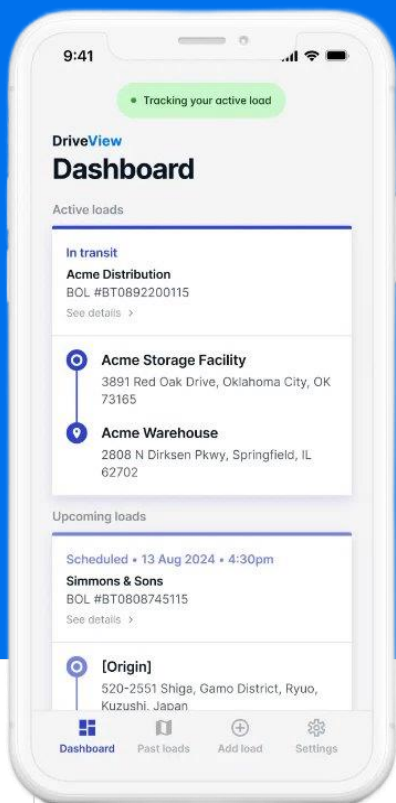 9:41
Tracking your active load
DriveView
Dashboard
Active loads
In transit
Acme Distribution
BOL #BT0892200115
See details >
Acme Storage Facility
3891 Red Oak Drive, Oklahoma City, OK
73165
Acme Warehouse
2808 N Dirksen Pkwy, Springfield, IL
62702
Upcoming loads
Scheduled • 13 Aug 2024 • 4:30pm
Simmons & Sons
BOL #BT0808745115
See details >
[Origin]
520-2551 Shiga, Gamo District, Ryuo,
Kuzushi, Japan
Dashboard Past loads Add load Settings